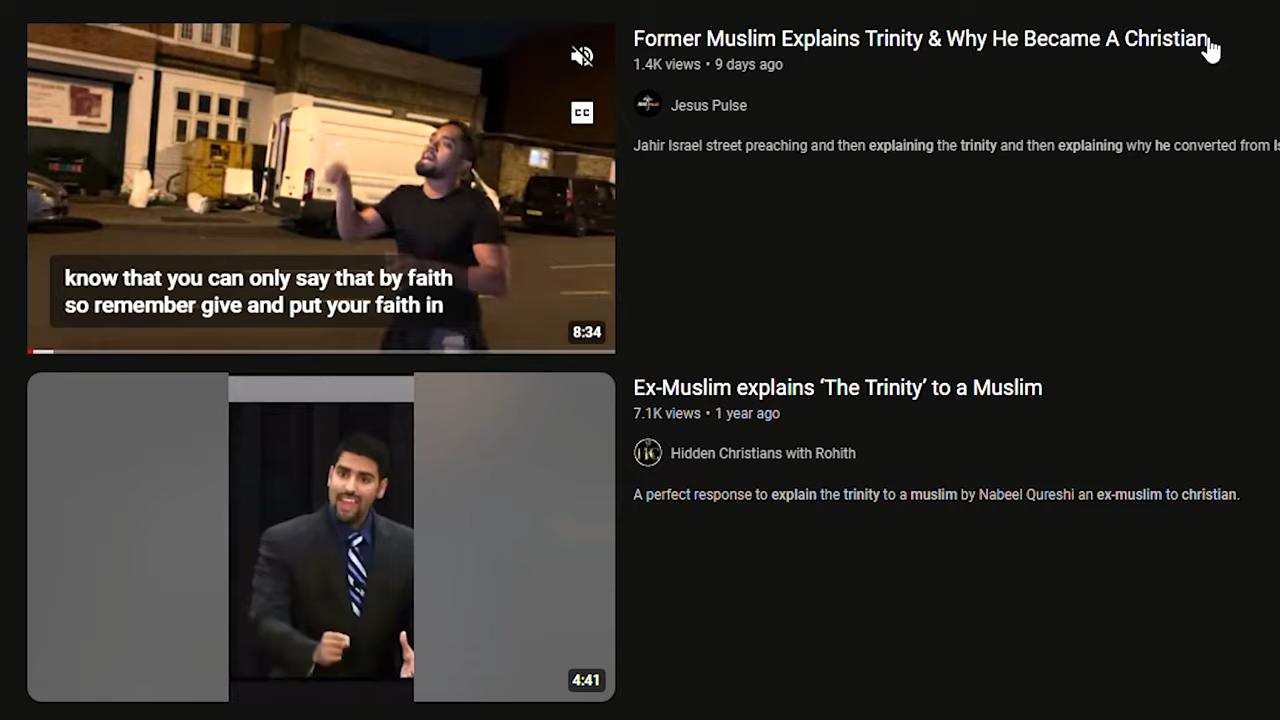 Former Muslim Explains Trinity & Why He Became A Christian
1.4K views • 9 days ago
Jesus Pulse
Jahir Israel street preaching and then explaining the trinity and then explaining why he converted from
CC
know that you can only say that by faith
so remember give and put your faith in
8:34
Ex-Muslim explains ‘The Trinity’ to a Muslim
7.1K views • 1 year ago
Hidden Christians with Rohith
A perfect response to explain the trinity to a muslim by Nabeel Qureshi an ex-muslim to christian.
4:41